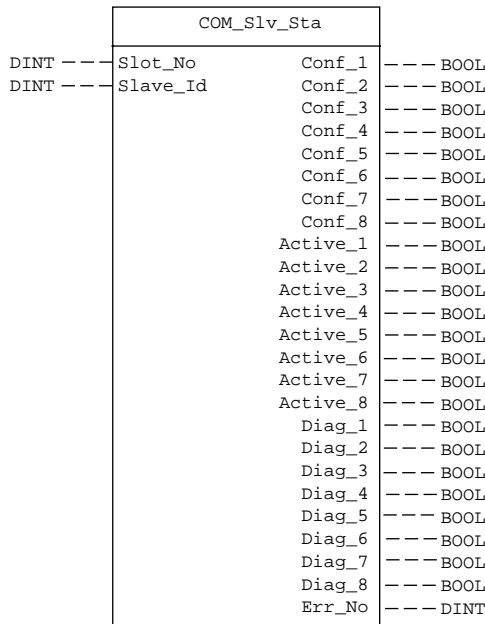 COM_Slv_Sta
DINT Slot_No Conf_1 BOOL
DINT Slave_Id Conf_2 BOOL
Conf_3 BOOL
Conf_4 BOOL
Conf_5 BOOL
Conf_6 BOOL
Conf_7 BOOL
Conf_8 BOOL
Active_1 BOOL
Active_2 BOOL
Active_3 BOOL
Active_4 BOOL
Active_5 BOOL
Active_6 BOOL
Active_7 BOOL
Active_8 BOOL
Diag_1 BOOL
Diag_2 BOOL
Diag_3 BOOL
Diag_4 BOOL
Diag_5 BOOL
Diag_6 BOOL
Diag_7 BOOL
Diag_8 BOOL
Err_No DINT